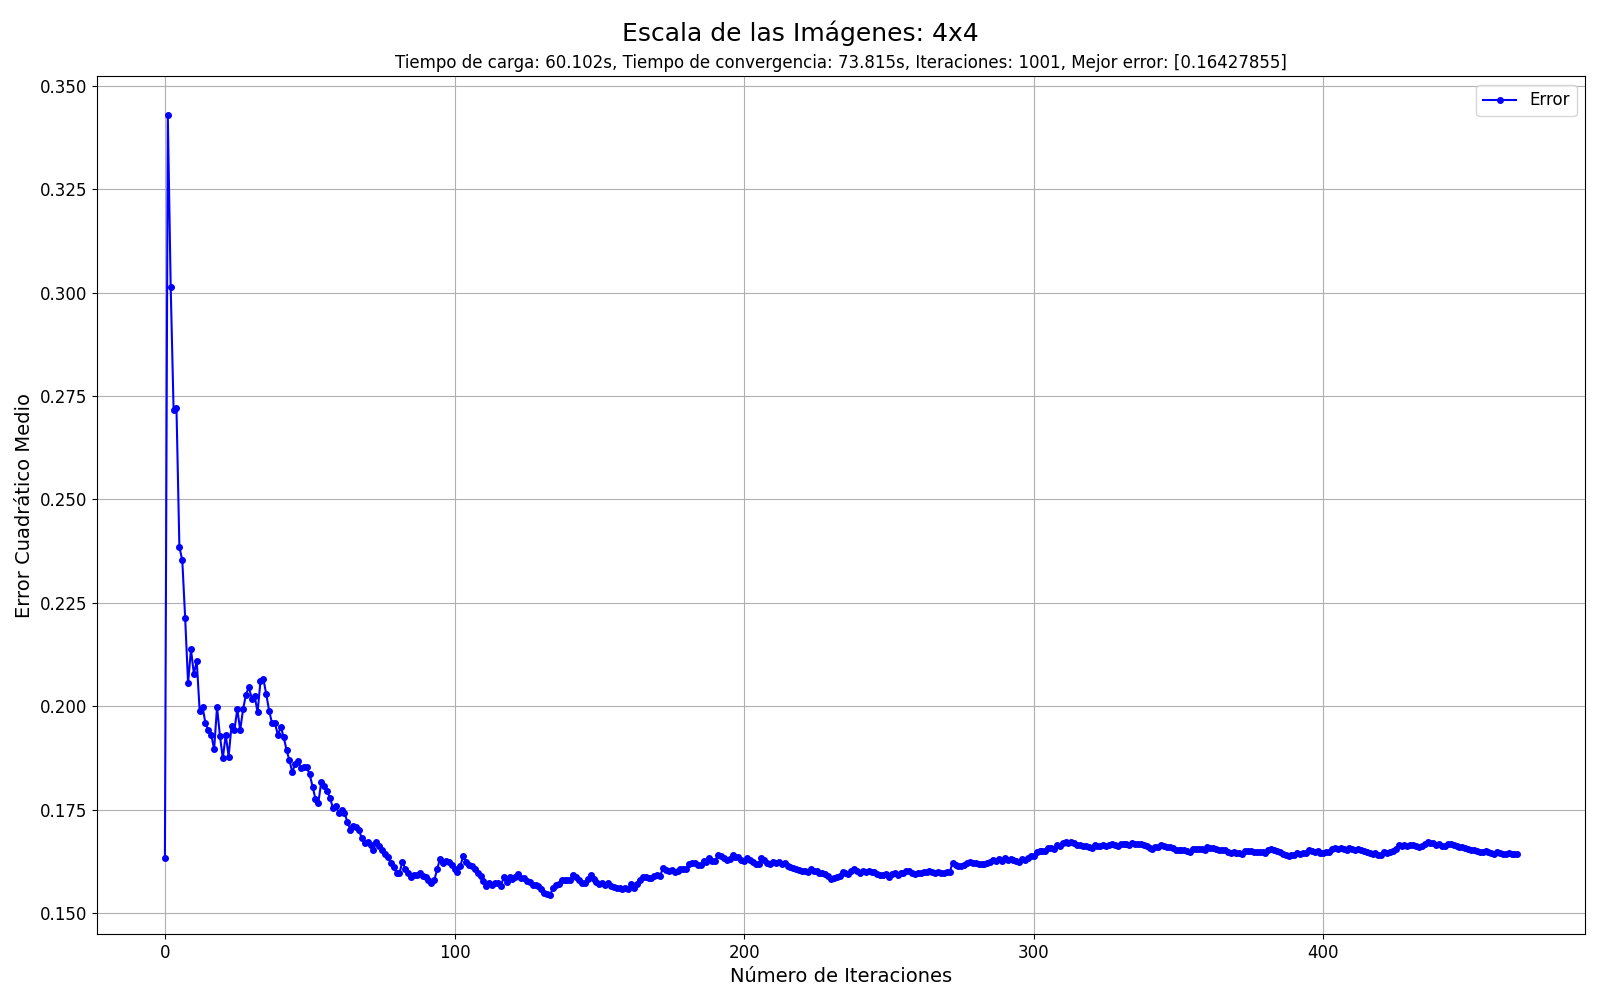 Escala de las Imágenes: 4x4
Tiempo de carga: 60.102s, Tiempo de convergencia: 73.815s, Iteraciones: 1001, Mejor error: [0.16427855]
Error
Error Cuadrático Medio
0.350
0.325
0.300
0.275
0.250
0.225
0.200
0.175
0.150
0
100
200
300
400
Número de Iteraciones